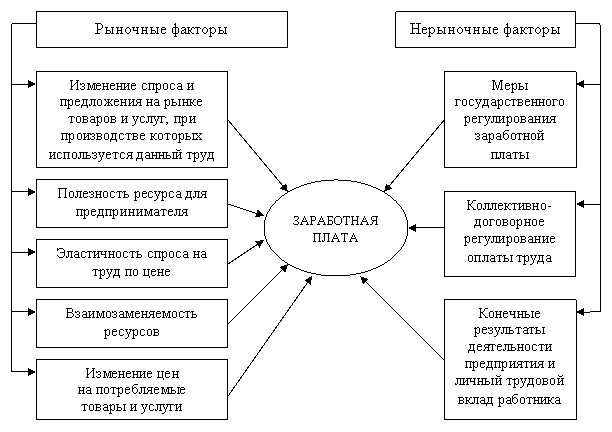 Рыночные факторы
Нерыночные факторы
Изменение спроса и
предложения на рынке
товаров и услуг, при
производстве которых
используется данный труд
Полезность ресурса для
предпринимателя
Эластичность спроса на
труд по цене
Взаимозаменяемость
ресурсов
Изменение цен
на потребляемые
товары и услуги
ЗАРАБОТНАЯ
ПЛАТА
Меры
государственного
регулирования
заработной
платы
Коллективно-
договорное
регулирование
оплаты труда
Конечные
результаты
деятельности
предприятия и
личный трудовой
вклад работника